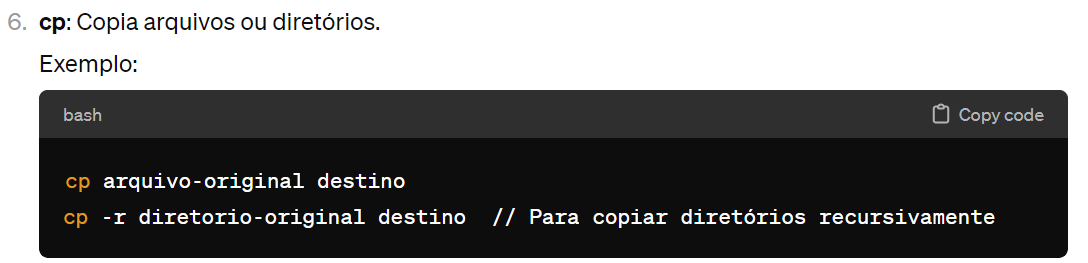 6. cp: Copia arquivos ou diretórios.
Exemplo:
bash Copy code
cp arquivo-original destino
cp -r diretorio-original destino  // Para copiar diretórios recursivamente